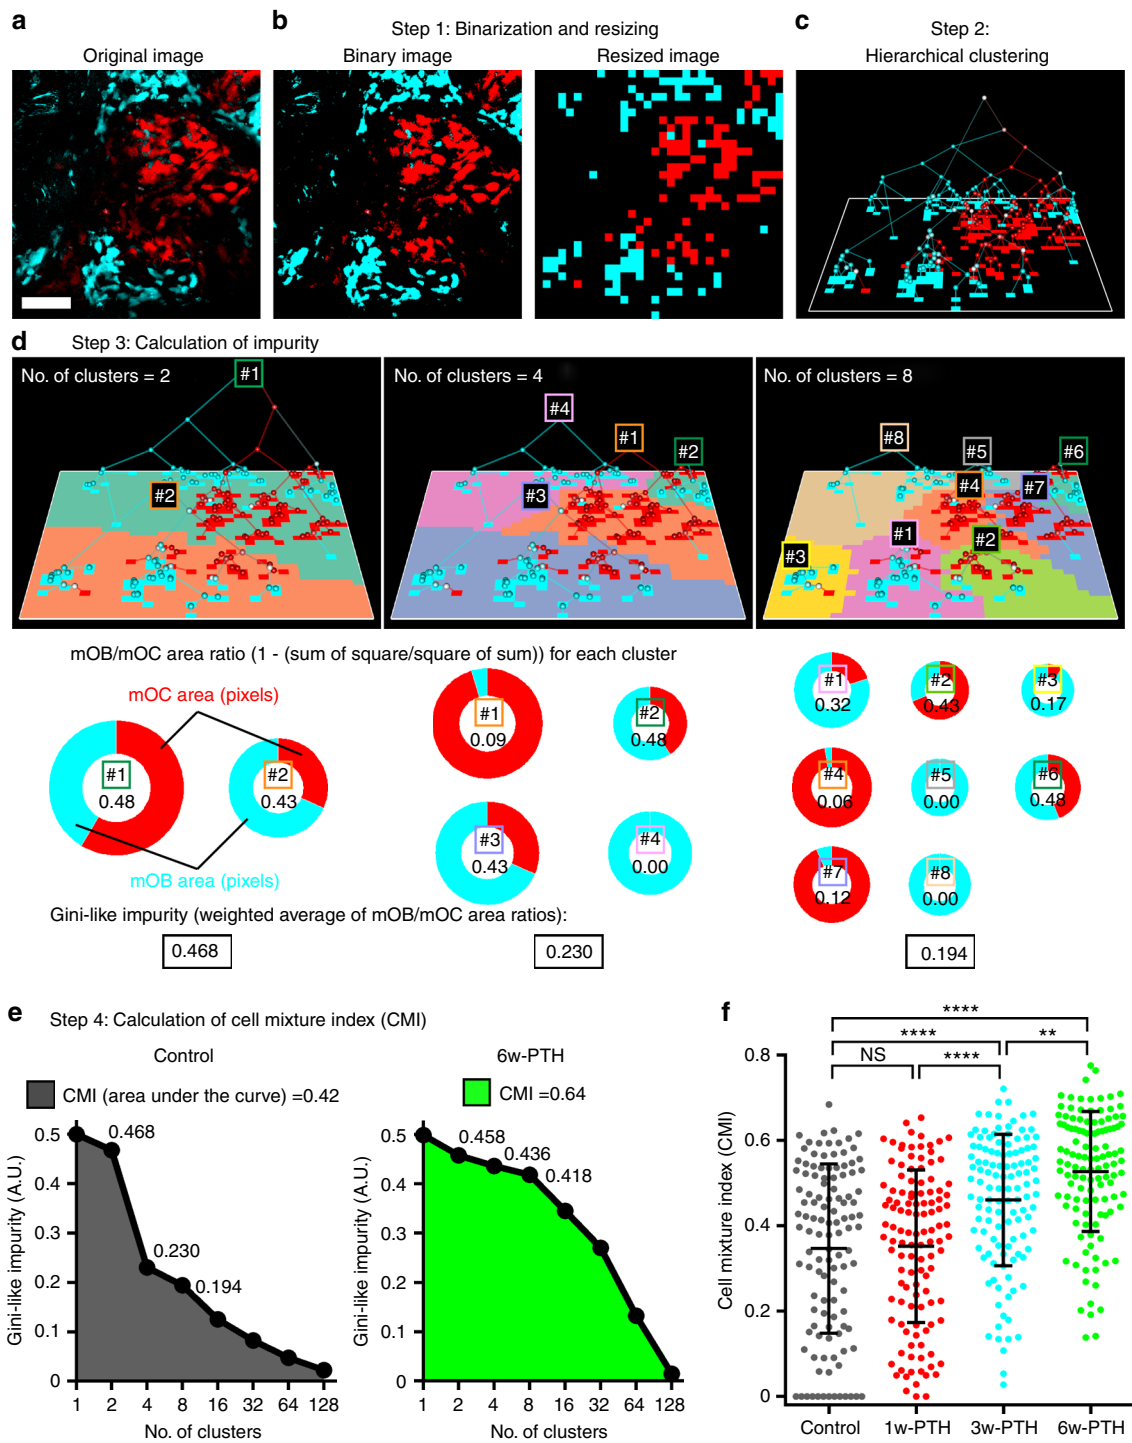 a
b
Step 1: Binarization and resizing
c
Step 2:
Original image
Binary image
Resized image
Hierarchical clustering
d
Step 3: Calculation of impurity
No. of clusters = 2
#1
#2
No. of clusters = 4
#4
#1
#2
#3
No. of clusters = 8
#8
#5
#6
#4
#7
#1
#2
#3
mOB/mOC area ratio (1 - (sum of square/square of sum)) for each cluster
mOC area (pixels)
#1
0.48
#2
0.43
mOB area (pixels)
#1
0.09
#2
0.48
#3
0.43
#4
0.00
#1
0.32
#2
0.43
#3
0.17
#4
0.06
#5
0.00
#6
0.48
#7
0.12
#8
0.00
Gini-like impurity (weighted average of mOB/mOC area ratios):
0.468
0.230
0.194
e
Step 4: Calculation of cell mixture index (CMI)
Control
CMI (area under the curve) =0.42
Gini-like impurity (A.U.)
0.5
0.4
0.3
0.2
0.1
0
0.468
0.230
0.194
1 2 4 8 16 32 64 128
No. of clusters
6w-PTH
CMI =0.64
Gini-like impurity (A.U.)
0.5
0.4
0.3
0.2
0.1
0
0.458
0.436
0.418
1 2 4 8 16 32 64 128
No. of clusters
f
****
****
**
NS
****
Cell mixture index (CMI)
0.8
0.6
0.4
0.2
0
Control 1w-PTH 3w-PTH 6w-PTH